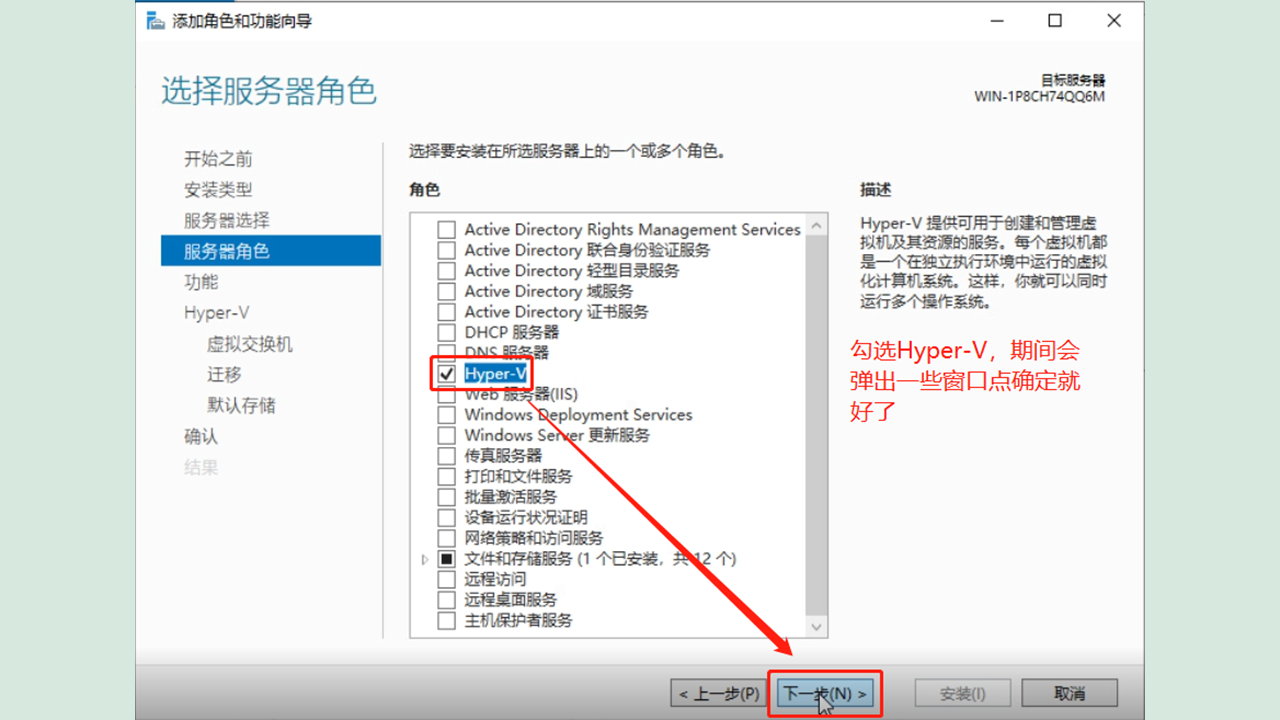 添加角色和功能向导
选择服务器角色
目标服务器
WIN-1P8CH74QQ6M
开始之前
安装类型
服务器选择
服务器角色
功能
Hyper-V
虚拟交换机
迁移
默认存储
确认
结果
选择要安装在所选服务器上的一个或多个角色。
角色
Active Directory Rights Management Services
Active Directory 联合身份验证服务
Active Directory 轻型目录服务
Active Directory 域服务
Active Directory 证书服务
DHCP 服务器
DNS 服务器
Hyper-V
Web 服务器(IIS)
Windows Deployment Services
Windows Server 更新服务
传真服务器
打印和文件服务
批量激活服务
设备运行状况证明
网络策略和访问服务
文件和存储服务 (1 个已安装，共 12 个)
远程访问
远程桌面服务
主机保护者服务
描述
Hyper-V 提供可用于创建和管理虚
拟机及其资源的服务。每个虚拟机都
是一个在独立执行环境中运行的虚拟
化计算机系统。这样，你就可以同时
运行多个操作系统。
勾选Hyper-V，期间会
弹出一些窗口点确定就
好了
< 上一步(P)
下一步(N) >
安装(I)
取消